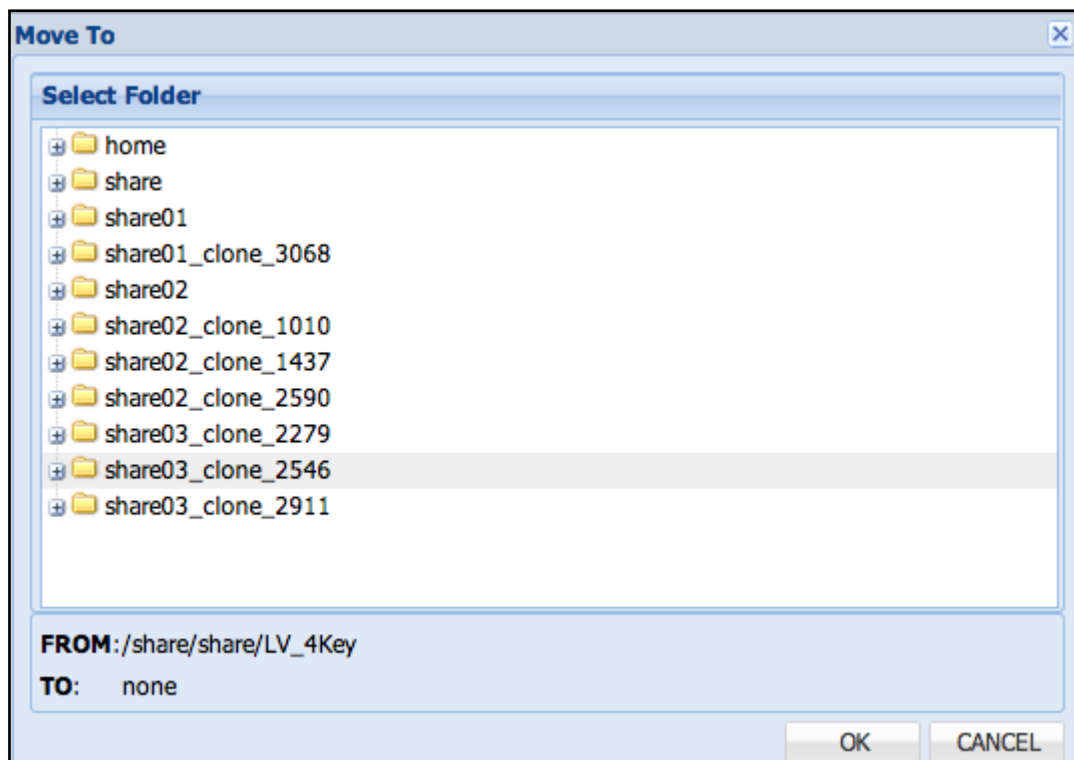 Move To
Select Folder
home
share
share01
share01_clone_3068
share02
share02_clone_1010
share02_clone_1437
share02_clone_2590
share03_clone_2279
share03_clone_2546
share03_clone_2911
FROM:/share/share/LV_4Key
TO: none
OK CANCEL